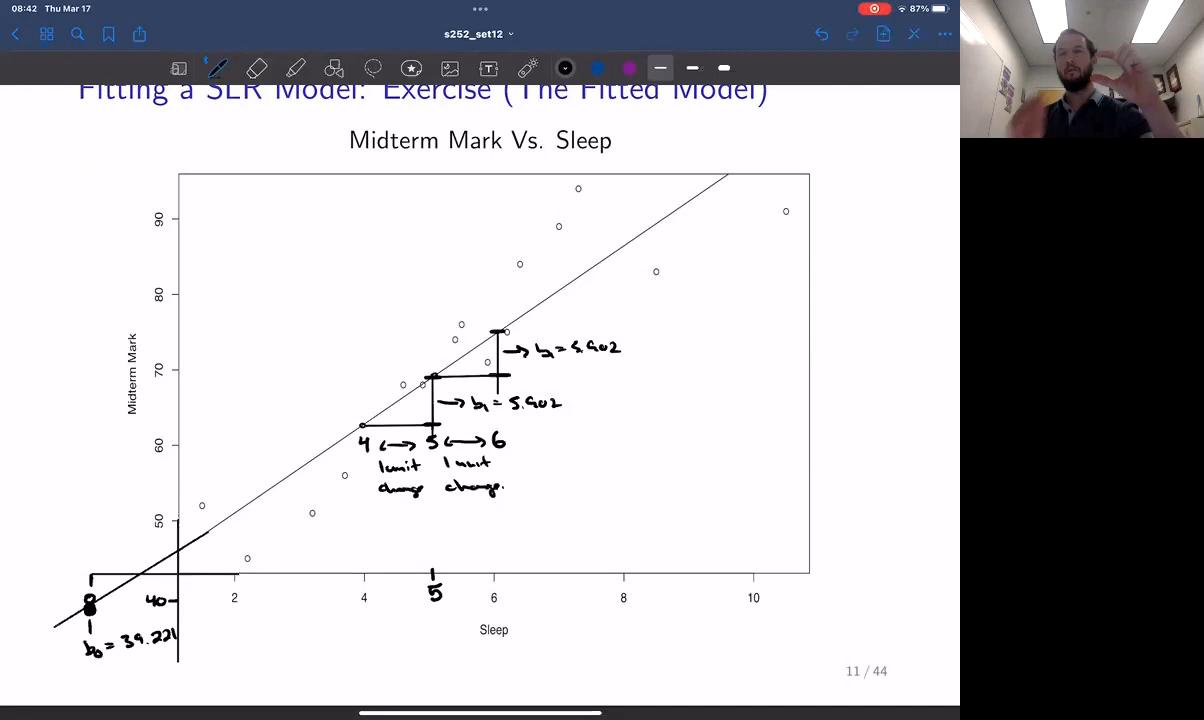 08:42 Thu Mar 17
87%
s252_set12
Fitting a SLR Model: Exercise (The Fitted Model)
Midterm Mark Vs. Sleep
90
80
70
60
50
40
Midterm Mark
b₁ = 5.902
b₁ = 5.902
4 5 6
1 unit 1 unit
change change.
b₀ = 39.221
5
2 4 6 8 10
Sleep
11 / 44